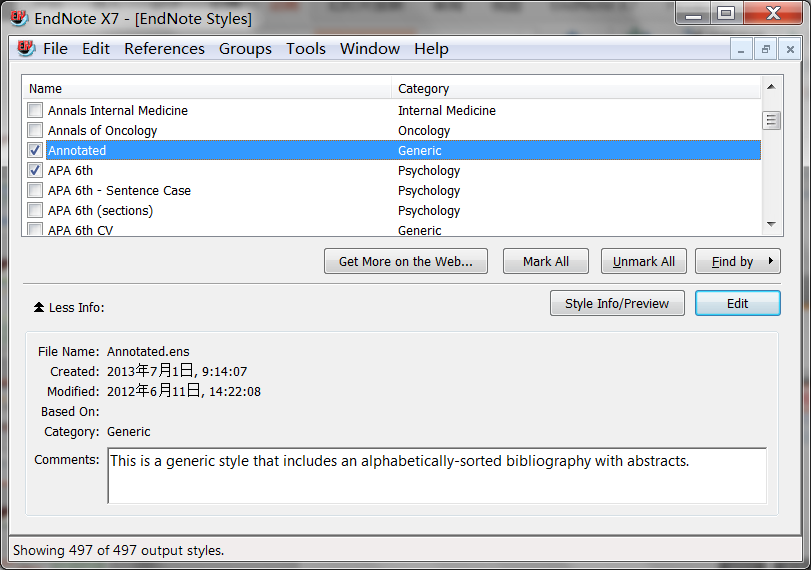 EndNote X7 - [EndNote Styles]
File Edit References Groups Tools Window Help
Name Category
Annals Internal Medicine Internal Medicine
Annals of Oncology Oncology
Annotated Generic
APA 6th Psychology
APA 6th - Sentence Case Psychology
APA 6th (sections) Psychology
APA 6th CV Generic
Get More on the Web... Mark All Unmark All Find by
Less Info: Style Info/Preview Edit
File Name: Annotated.ens
Created: 2013年7月1日, 9:14:07
Modified: 2012年6月11日, 14:22:08
Based On:
Category: Generic
Comments: This is a generic style that includes an alphabetically-sorted bibliography with abstracts.
Showing 497 of 497 output styles.